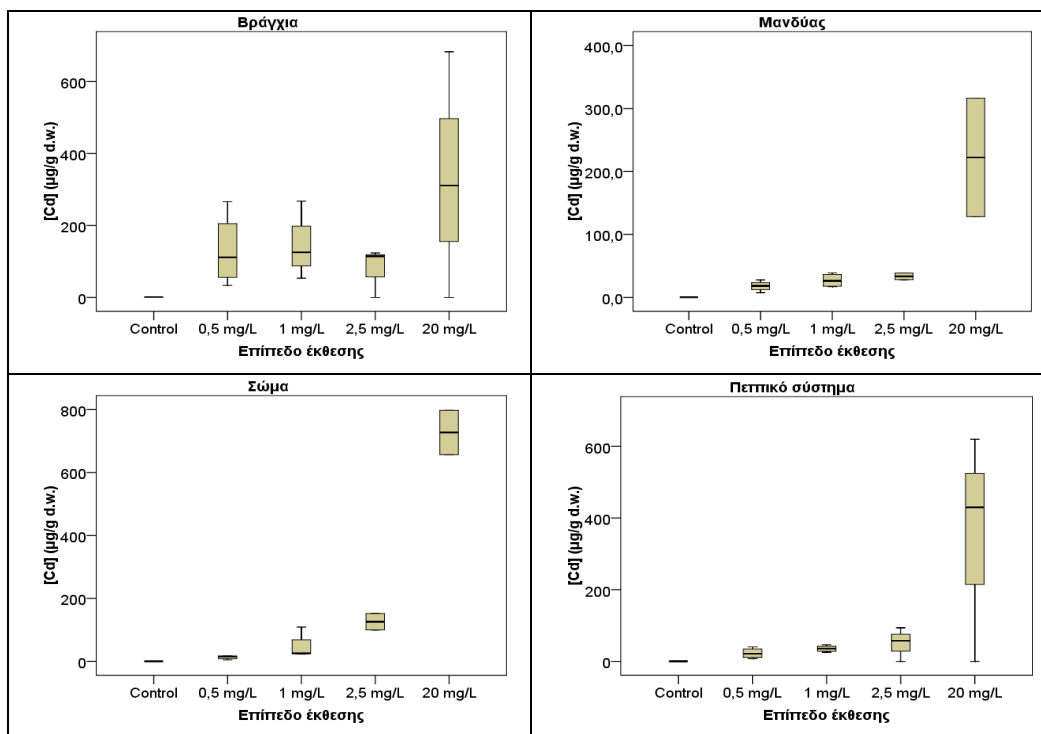 Βράγχια
[Cd] (μg/g d.w.)
600
400
200
0
Control 0,5 mg/L 1 mg/L 2,5 mg/L 20 mg/L
Επίπεδο έκθεσης
Μανδύας
[Cd] (μg/g d.w.)
400,0
300,0
200,0
100,0
0,0
Control 0,5 mg/L 1 mg/L 2,5 mg/L 20 mg/L
Επίπεδο έκθεσης
Σώμα
[Cd] (μg/g d.w.)
800
600
400
200
0
Control 0,5 mg/L 1 mg/L 2,5 mg/L 20 mg/L
Επίπεδο έκθεσης
Πεπτικό σύστημα
[Cd] (μg/g d.w.)
600
400
200
0
Control 0,5 mg/L 1 mg/L 2,5 mg/L 20 mg/L
Επίπεδο έκθεσης